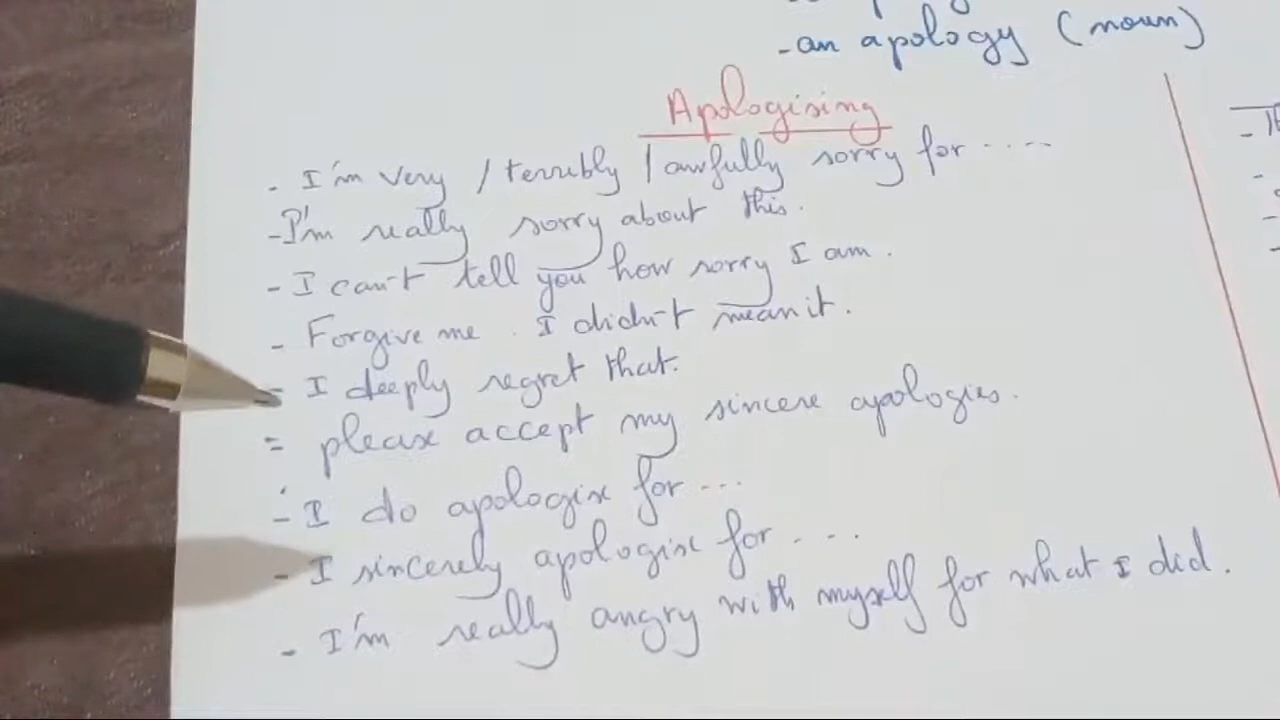 - an apology (noun)
Apologising
- I'm very / terribly / awfully sorry for ....
- I'm really sorry about this.
- I can't tell you how sorry I am.
- Forgive me. I didn't mean it.
- I deeply regret that.
= please accept my sincere apologies.
- I do apologise for ...
- I sincerely apologise for ....
- I'm really angry with myself for what I did.